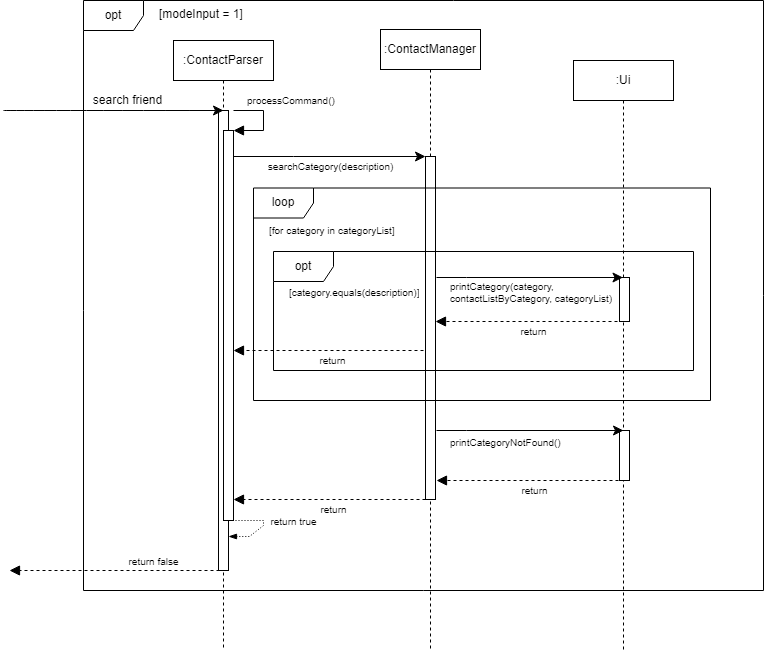 opt
[modeInput = 1]
:ContactParser
:ContactManager
:Ui
search friend
processCommand()
searchCategory(description)
loop
[for category in categoryList]
opt
[category.equals(description)]
printCategory(category,
contactListByCategory, categoryList)
return
return
printCategoryNotFound()
return
return
return true
return false